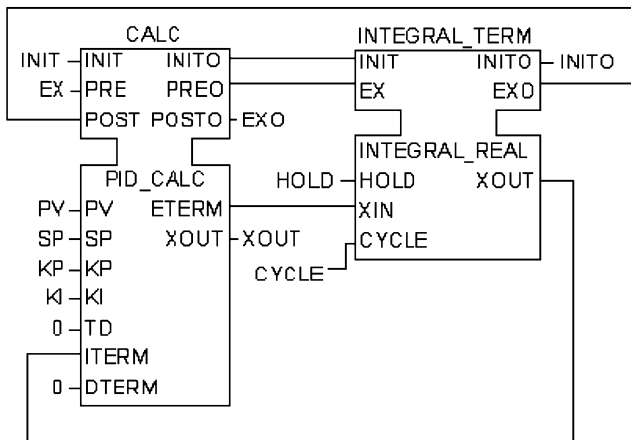 CALC
INTEGRAL_TERM
INIT INIT INITO INIT INITO INITO
EX PRE PREO EX EXO
POST POSTO EXO
INTEGRAL_REAL
PID_CALC HOLD HOLD XOUT
PV PV ETERM XIN
SP SP XOUT XOUT CYCLE
KP KP CYCLE
KI KI
0 TD
ITERM
0 DTERM